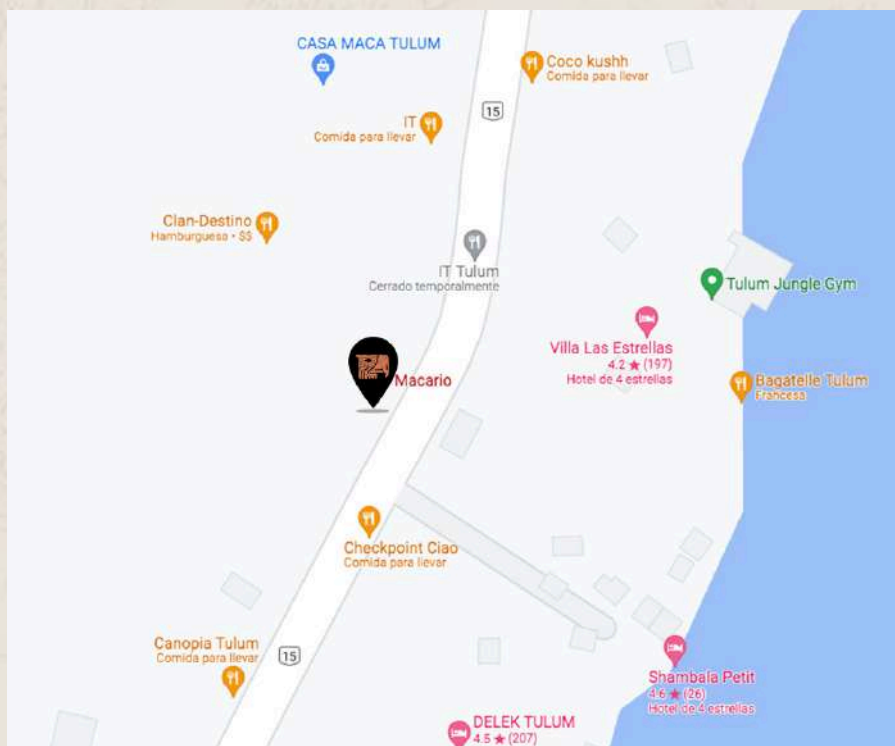 CASA MACA TULUM
Coco kushh
Comida para llevar
15
IT
Comida para llevar
Clan-Destino
Hamburguesa • $$
IT Tulum
Cerrado temporalmente
Tulum Jungle Gym
Villa Las Estrellas
4.2 ★ (197)
Hotel de 4 estrellas
Macario
Bagatelle Tulum
Francesa
Checkpoint Ciao
Comida para llevar
Canopia Tulum
Comida para llevar
15
Shambala Petit
4.6 ★ (26)
Hotel de 4 estrellas
DELEK TULUM
4.5 ★ (207)